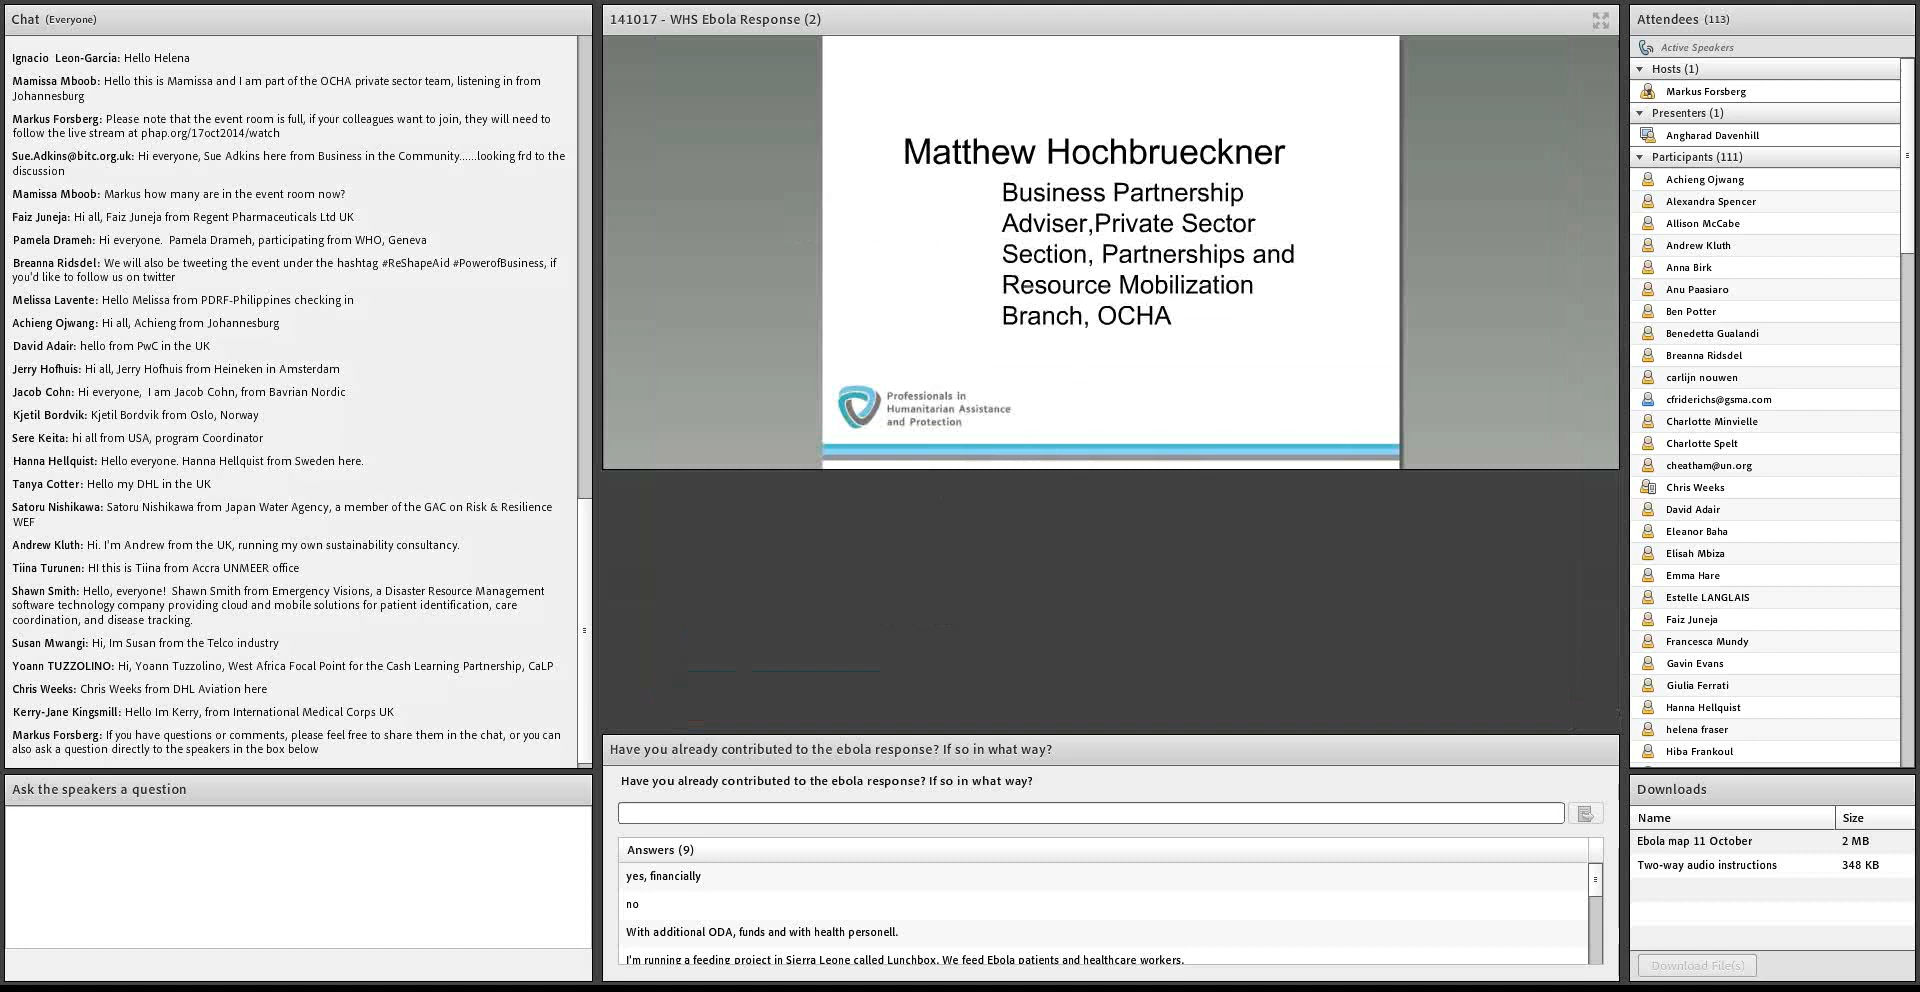 Chat (Everyone)
Ignacio Leon-Garcia: Hello Helena
Mamissa Mboob: Hello this is Mamissa and I am part of the OCHA private sector team, listening in from
Johannesburg
Markus Forsberg: Please note that the event room is full, if your colleagues want to join, they will need to
follow the live stream at phap.org/17oct2014/watch
Sue.Adkins@bitc.org.uk: Hi everyone, Sue Adkins here from Business in the Community......looking frd to the
discussion
Mamissa Mboob: Markus how many are in the event room now?
Faiz Juneja: Hi all, Faiz Juneja from Regent Pharmaceuticals Ltd UK
Pamela Drameh: Hi everyone. Pamela Drameh, participating from WHO, Geneva
Breanna Ridsdel: We will also be tweeting the event under the hashtag #ReShapeAid #PowerofBusiness, if
you'd like to follow us on twitter
Melissa Lavente: Hello Melissa from PDRF-Philippines checking in
Achieng Ojwang: Hi all, Achieng from Johannesburg
David Adair: hello from PwC in the UK
Jerry Hofhuis: Hi all, Jerry Hofhuis from Heineken in Amsterdam
Jacob Cohn: Hi everyone, I am Jacob Cohn, from Bavrian Nordic
Kjetil Bordvik: Kjetil Bordvik from Oslo, Norway
Sere Keita: hi all from USA, program Coordinator
Hanna Hellquist: Hello everyone. Hanna Hellquist from Sweden here.
Tanya Cotter: Hello my DHL in the UK
Satoru Nishikawa: Satoru Nishikawa from Japan Water Agency, a member of the GAC on Risk & Resilience
WEF
Andrew Kluth: Hi. I'm Andrew from the UK, running my own sustainability consultancy.
Tiina Turunen: HI this is Tiina from Accra UNMEER office
Shawn Smith: Hello, everyone! Shawn Smith from Emergency Visions, a Disaster Resource Management
software technology company providing cloud and mobile solutions for patient identification, care
coordination, and disease tracking.
Susan Mwangi: Hi, Im Susan from the Telco industry
Yoann TUZZOLINO: Hi, Yoann Tuzzolino, West Africa Focal Point for the Cash Learning Partnership, CaLP
Chris Weeks: Chris Weeks from DHL Aviation here
Kerry-Jane Kingsmill: Hello Im Kerry, from International Medical Corps UK
Markus Forsberg: If you have questions or comments, please feel free to share them in the chat, or you can
also ask a question directly to the speakers in the box below
Ask the speakers a question
141017 - WHS Ebola Response (2)
Matthew Hochbrueckner
Business Partnership
Adviser,Private Sector
Section, Partnerships and
Resource Mobilization
Branch, OCHA
Professionals in
Humanitarian Assistance
and Protection
Have you already contributed to the ebola response? If so in what way?
Have you already contributed to the ebola response? If so in what way?
Answers (9)
yes, financially
no
With additional ODA, funds and with health personell.
I'm running a feeding project in Sierra Leone called Lunchbox. We feed Ebola patients and healthcare workers.
Attendees (113)
Active Speakers
Hosts (1)
Markus Forsberg
Presenters (1)
Angharad Davenhill
Participants (111)
Achieng Ojwang
Alexandra Spencer
Allison McCabe
Andrew Kluth
Anna Birk
Anu Paasiaro
Ben Potter
Benedetta Gualandi
Breanna Ridsdel
carlijn nouwen
cfriderichs@gsma.com
Charlotte Minvielle
Charlotte Spelt
cheatham@un.org
Chris Weeks
David Adair
Eleanor Baha
Elisah Mbiza
Emma Hare
Estelle LANGLAIS
Faiz Juneja
Francesca Mundy
Gavin Evans
Giulia Ferrati
Hanna Hellquist
helena fraser
Hiba Frankoul
Downloads
Name Size
Ebola map 11 October 2 MB
Two-way audio instructions 348 KB
Download File(s)